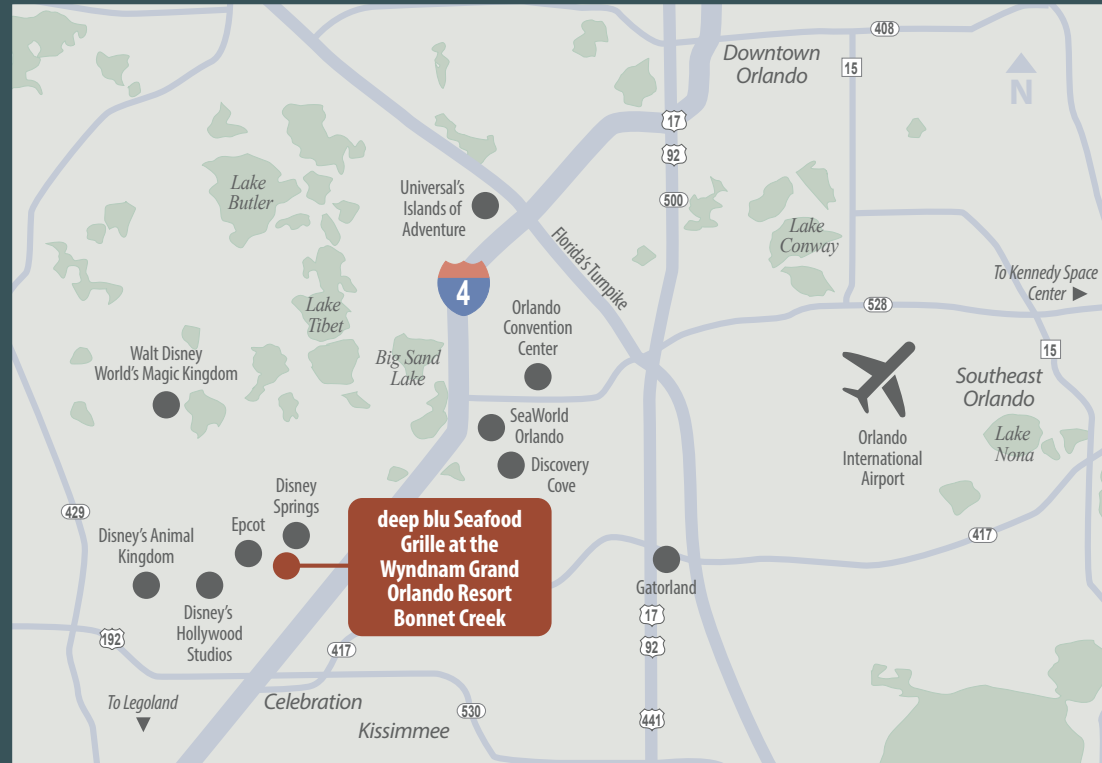 408
Downtown
Orlando
15
N
17
92
500
Lake
Butler
Universal's
Islands of
Adventure
Lake
Conway
Florida's Turnpike
To Kennedy Space
Center ►
4
528
Lake
Tibet
Orlando
Convention
Center
15
Walt Disney
World's Magic Kingdom
Big Sand
Lake
Southeast
Orlando
SeaWorld
Orlando
Lake
Nona
Orlando
International
Airport
Discovery
Cove
Disney
Springs
429
Epcot
Disney's Animal
Kingdom
deep blu Seafood
Grille at the
Wyndnam Grand
Orlando Resort
Bonnet Creek
417
Gatorland
Disney's
Hollywood
Studios
17
192
92
417
To Legoland
▼
Celebration
530
Kissimmee
441